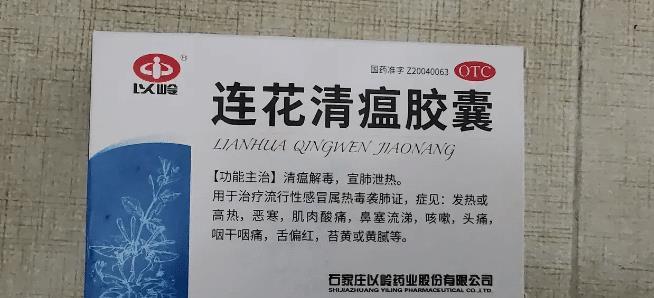 以岭®
国药准字 Z20040063 OTC
连花清瘟胶囊
LIANHUA QINGWEN JIAONANG
【功能主治】清瘟解毒，宣肺泄热。
用于治疗流行性感冒属热毒袭肺证，症见：发热或
高热，恶寒，肌肉酸痛，鼻塞流涕，咳嗽，头痛，
咽干咽痛，舌偏红，苔黄或黄腻等。
石家庄以岭药业股份有限公司
SHIJIAZHUANG YILING PHARMACEUTICAL CO.,LTD